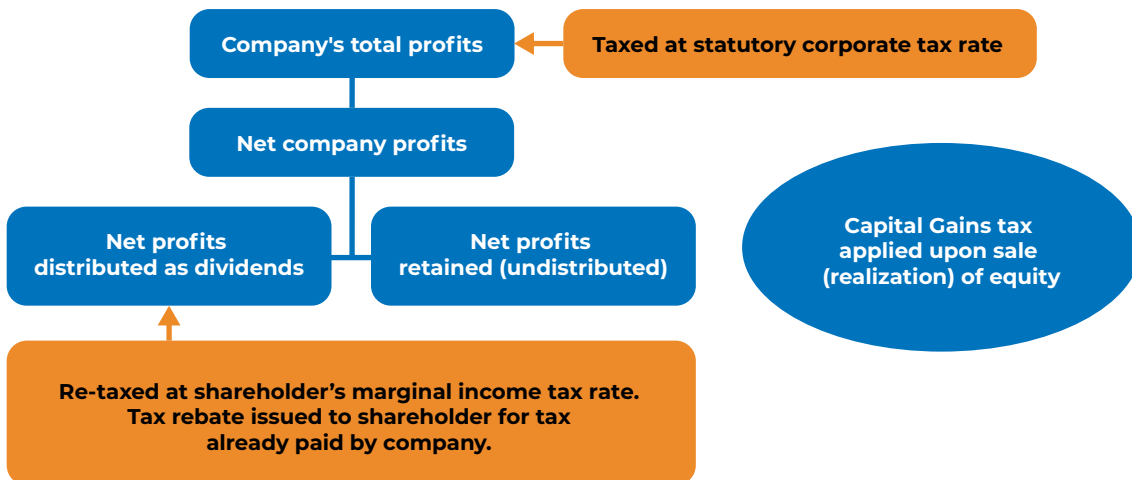 Company's total profits
Taxed at statutory corporate tax rate
Net company profits
Net profits
distributed as dividends
Net profits
retained (undistributed)
Capital Gains tax
applied upon sale
(realization) of equity
Re-taxed at shareholder’s marginal income tax rate.
Tax rebate issued to shareholder for tax
already paid by company.